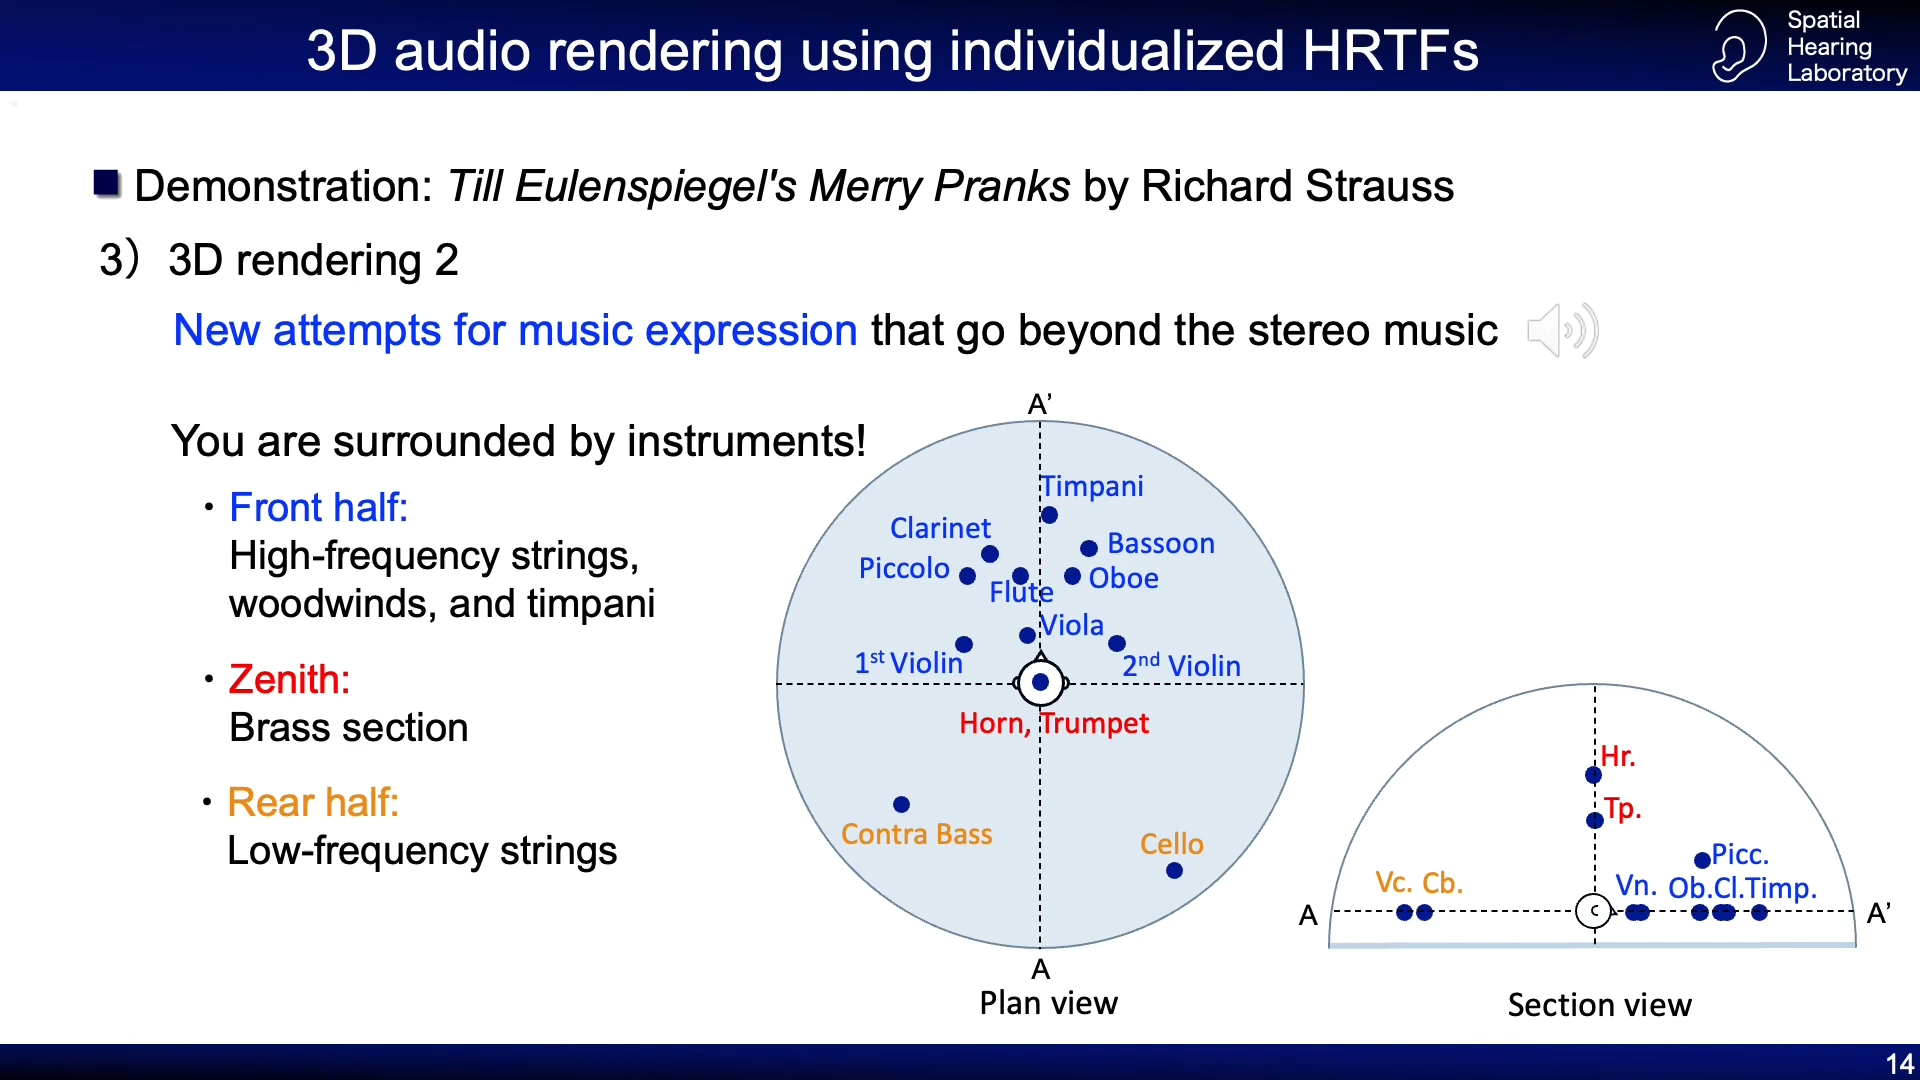 3D audio rendering using individualized HRTFs
Spatial
Hearing
Laboratory
Demonstration: Till Eulenspiegel's Merry Pranks by Richard Strauss
3） 3D rendering 2
New attempts for music expression that go beyond the stereo music
You are surrounded by instruments!
・Front half:
High-frequency strings,
woodwinds, and timpani
・Zenith:
Brass section
・Rear half:
Low-frequency strings
A’
Timpani
Clarinet
Bassoon
Piccolo
Oboe
Flute
Viola
1st Violin
2nd Violin
Horn, Trumpet
Contra Bass
Cello
A
Plan view
Hr.
Tp.
Picc.
Vc. Cb.
Vn. Ob.Cl.Timp.
A
A’
Section view
14